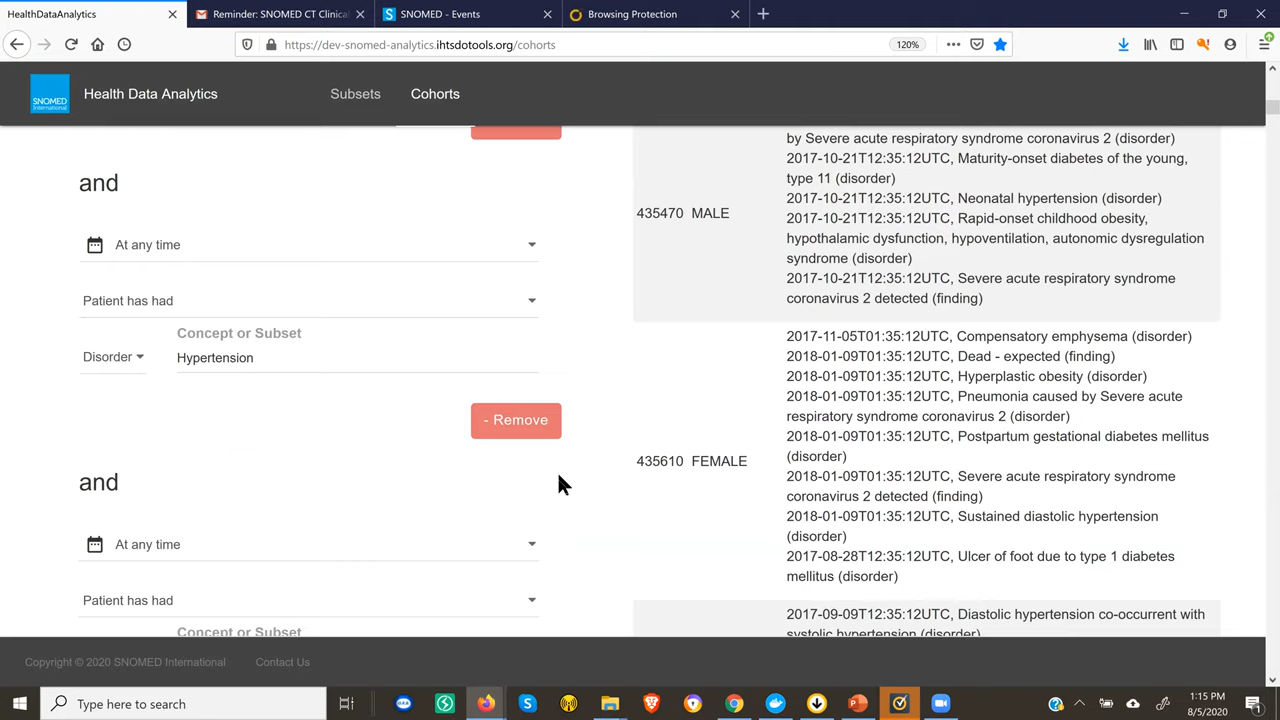 HealthDataAnalytics
Reminder: SNOMED CT Clinical
SNOMED - Events
Browsing Protection
https://dev-snomed-analytics.ihtsdotools.org/cohorts
120%
SNOMED
International
Health Data Analytics
Subsets
Cohorts
and
At any time
Patient has had
Concept or Subset
Disorder
Hypertension
- Remove
and
At any time
Patient has had
Concept or Subset
by Severe acute respiratory syndrome coronavirus 2 (disorder)
2017-10-21T12:35:12UTC, Maturity-onset diabetes of the young,
type 11 (disorder)
2017-10-21T12:35:12UTC, Neonatal hypertension (disorder)
435470 MALE
2017-10-21T12:35:12UTC, Rapid-onset childhood obesity,
hypothalamic dysfunction, hypoventilation, autonomic dysregulation
syndrome (disorder)
2017-10-21T12:35:12UTC, Severe acute respiratory syndrome
coronavirus 2 detected (finding)
2017-11-05T01:35:12UTC, Compensatory emphysema (disorder)
2018-01-09T01:35:12UTC, Dead - expected (finding)
2018-01-09T01:35:12UTC, Hyperplastic obesity (disorder)
2018-01-09T01:35:12UTC, Pneumonia caused by Severe acute
respiratory syndrome coronavirus 2 (disorder)
2018-01-09T01:35:12UTC, Postpartum gestational diabetes mellitus
(disorder)
435610 FEMALE
2018-01-09T01:35:12UTC, Severe acute respiratory syndrome
coronavirus 2 detected (finding)
2018-01-09T01:35:12UTC, Sustained diastolic hypertension
(disorder)
2017-08-28T12:35:12UTC, Ulcer of foot due to type 1 diabetes
mellitus (disorder)
2017-09-09T12:35:12UTC, Diastolic hypertension co-occurrent with
systolic hypertension (disorder)
Copyright © 2020 SNOMED International
Contact Us
Type here to search
1:15 PM
8/5/2020